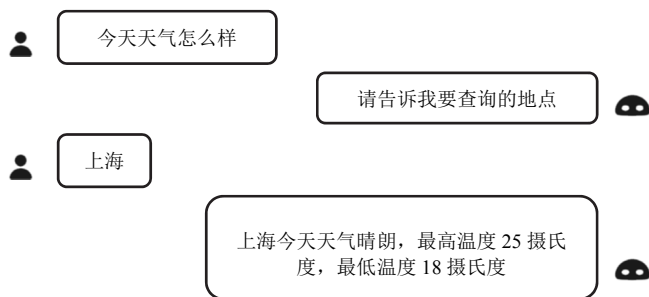 今天天气怎么样
请告诉我要查询的地点
上海
上海今天天气晴朗，最高温度 25 摄氏
度，最低温度 18 摄氏度